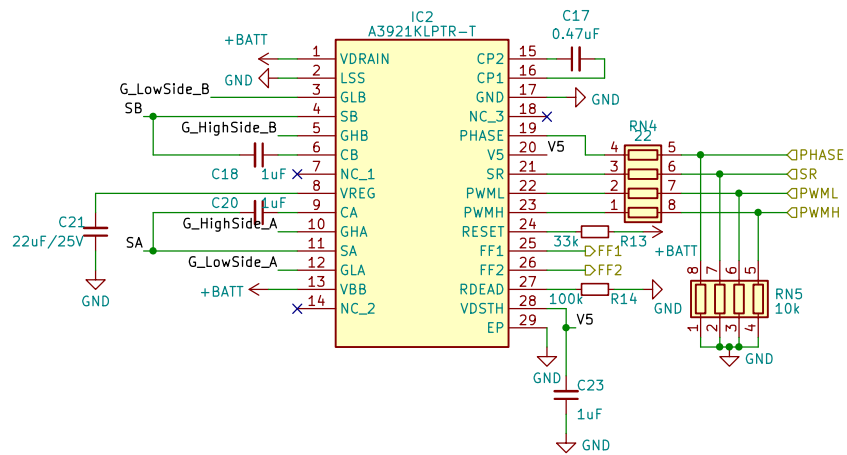 IC2
A3921KLPTR-T
C17
0.47uF
+BATT
GND
G_LowSide_B
SB
G_HighSide_B
C18 1uF
C20 1uF
C21
22uF/25V
G_HighSide_A
SA
G_LowSide_A
+BATT
GND
1 VDRAIN
2 LSS
3 GLB
4 SB
5 GHB
6 CB
7 NC_1
8 VREG
9 CA
10 GHA
11 SA
12 GLA
13 VBB
14 NC_2
CP2 15
CP1 16
GND 17
NC_3 18
PHASE 19
V5 20
SR 21
PWML 22
PWMH 23
RESET 24
FF1 25
FF2 26
RDEAD 27
VDSTH 28
EP 29
GND
V5
RN4
22
4 5
3 6
2 7
1 8
PHASE
SR
PWML
PWMH
33k R13
+BATT
FF1
FF2
100k R14
GND
V5
8 7 6 5
RN5
10k
1 2 3 4
GND
GND
C23
1uF
GND